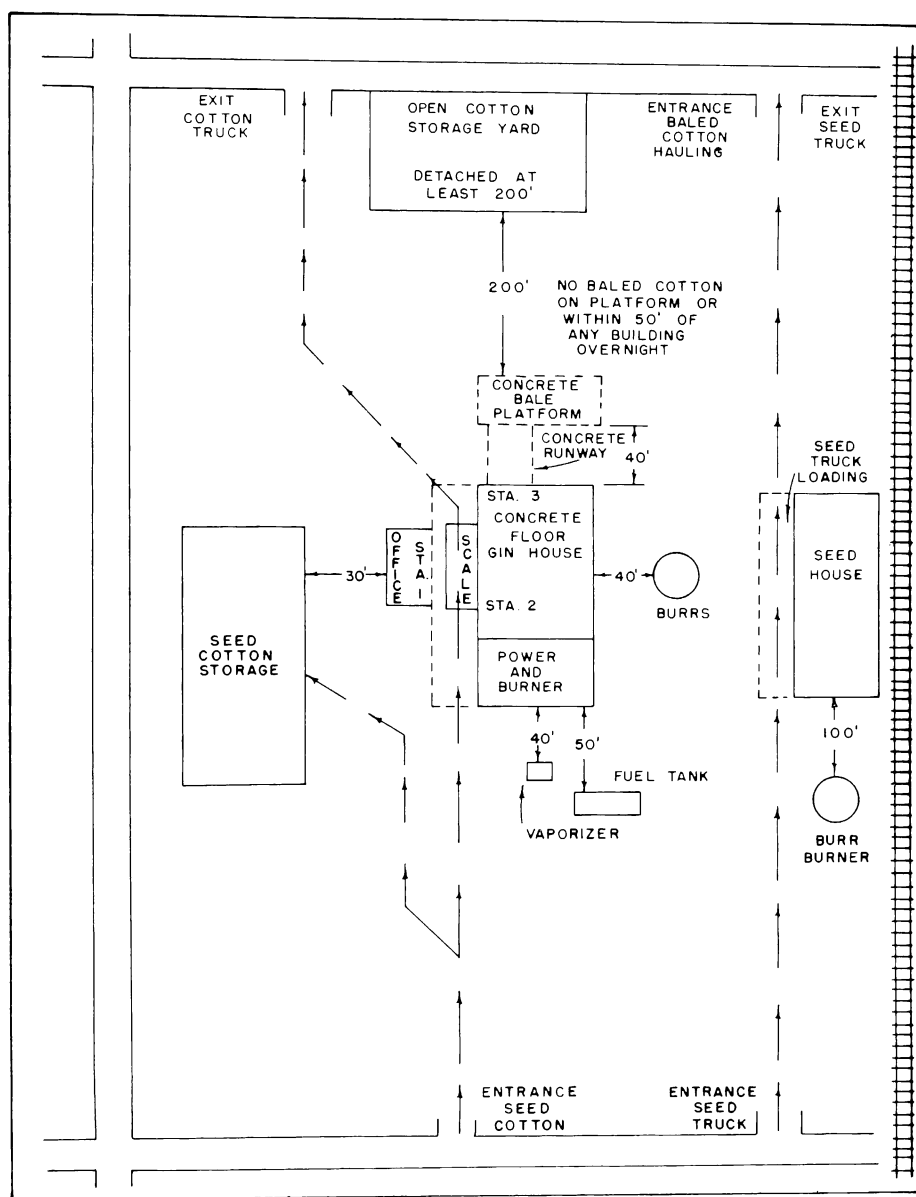 EXIT
COTTON
TRUCK
OPEN COTTON
STORAGE YARD
DETACHED AT
LEAST 200'
ENTRANCE
BALED
COTTON
HAULING
EXIT
SEED
TRUCK
200'
NO BALED COTTON
ON PLATFORM OR
WITHIN 50' OF
ANY BUILDING
OVERNIGHT
CONCRETE
BALE
PLATFORM
CONCRETE
RUNWAY
40'
SEED
TRUCK
LOADING
STA. 3
CONCRETE
FLOOR
GIN HOUSE
STA. 2
OFFICE
STA. 1
SCALE
30'
40'
BURRS
SEED
HOUSE
SEED
COTTON
STORAGE
POWER
AND
BURNER
40'
50'
FUEL TANK
VAPORIZER
100'
BURR
BURNER
ENTRANCE
SEED
COTTON
ENTRANCE
SEED
TRUCK